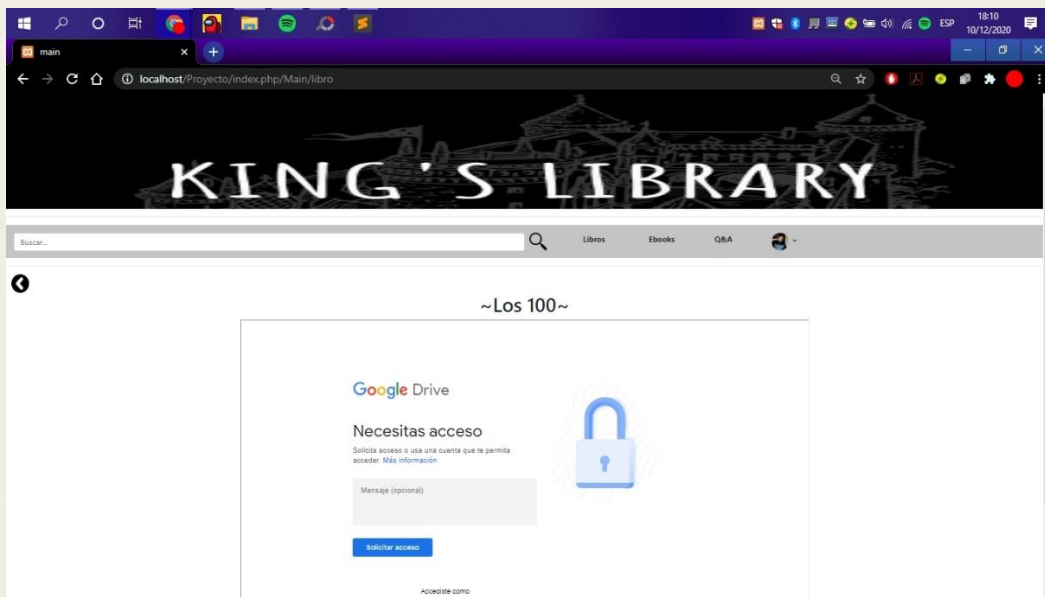 18:10
ESP
10/12/2020
main
localhost/Proyecto/index.php/Main/libro
KING'S LIBRARY
Buscar...
Libros
Ebooks
Q&A
~Los 100~
Google Drive
Necesitas acceso
Solicita acceso o usa una cuenta que te permita
acceder. Más información
Mensaje (opcional)
Solicitar acceso
Accediste como